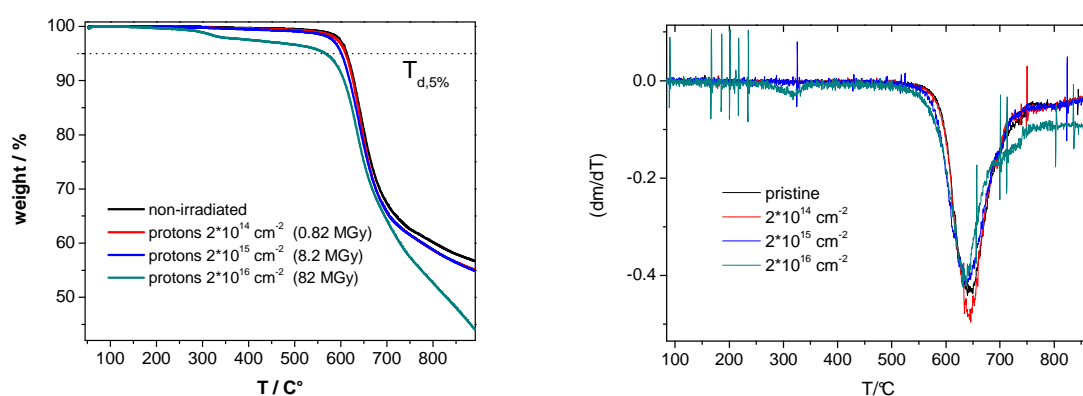 100
90
80
70
60
50
weight / %
T_d,5%
non-irradiated
protons 2*10^14 cm^-2 (0.82 MGy)
protons 2*10^15 cm^-2 (8.2 MGy)
protons 2*10^16 cm^-2 (82 MGy)
100 200 300 400 500 600 700 800
T / C°
0.0
-0.2
-0.4
(dm/dT)
pristine
2*10^14 cm^-2
2*10^15 cm^-2
2*10^16 cm^-2
100 200 300 400 500 600 700 800
T/°C